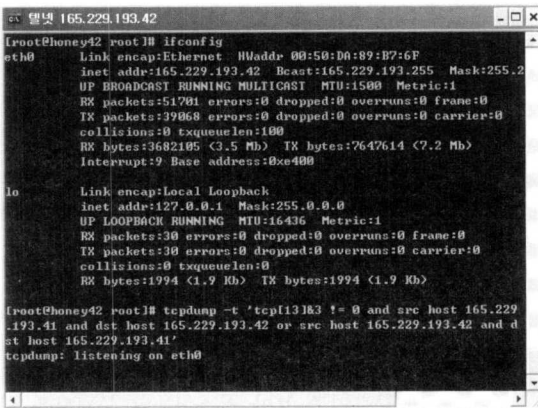 텔넷 165.229.193.42
[root@honey42 root]# ifconfig
eth0 Link encap:Ethernet HWaddr 00:50:DA:89:B7:6F
inet addr:165.229.193.42 Bcast:165.229.193.255 Mask:255.2
UP BROADCAST RUNNING MULTICAST MTU:1500 Metric:1
RX packets:51701 errors:0 dropped:0 overruns:0 frame:0
TX packets:39068 errors:0 dropped:0 overruns:0 carrier:0
collisions:0 txqueuelen:100
RX bytes:3682105 (3.5 Mb) TX bytes:7647614 (7.2 Mb)
Interrupt:9 Base address:0xe400
lo Link encap:Local Loopback
inet addr:127.0.0.1 Mask:255.0.0.0
UP LOOPBACK RUNNING MTU:16436 Metric:1
RX packets:30 errors:0 dropped:0 overruns:0 frame:0
TX packets:30 errors:0 dropped:0 overruns:0 carrier:0
collisions:0 txqueuelen:0
RX bytes:1994 (1.9 Kb) TX bytes:1994 (1.9 Kb)
[root@honey42 root]# tcpdump -t 'tcp[13]&3 != 0 and src host 165.229
.193.41 and dst host 165.229.193.42 or src host 165.229.193.42 and d
st host 165.229.193.41'
tcpdump: listening on eth0